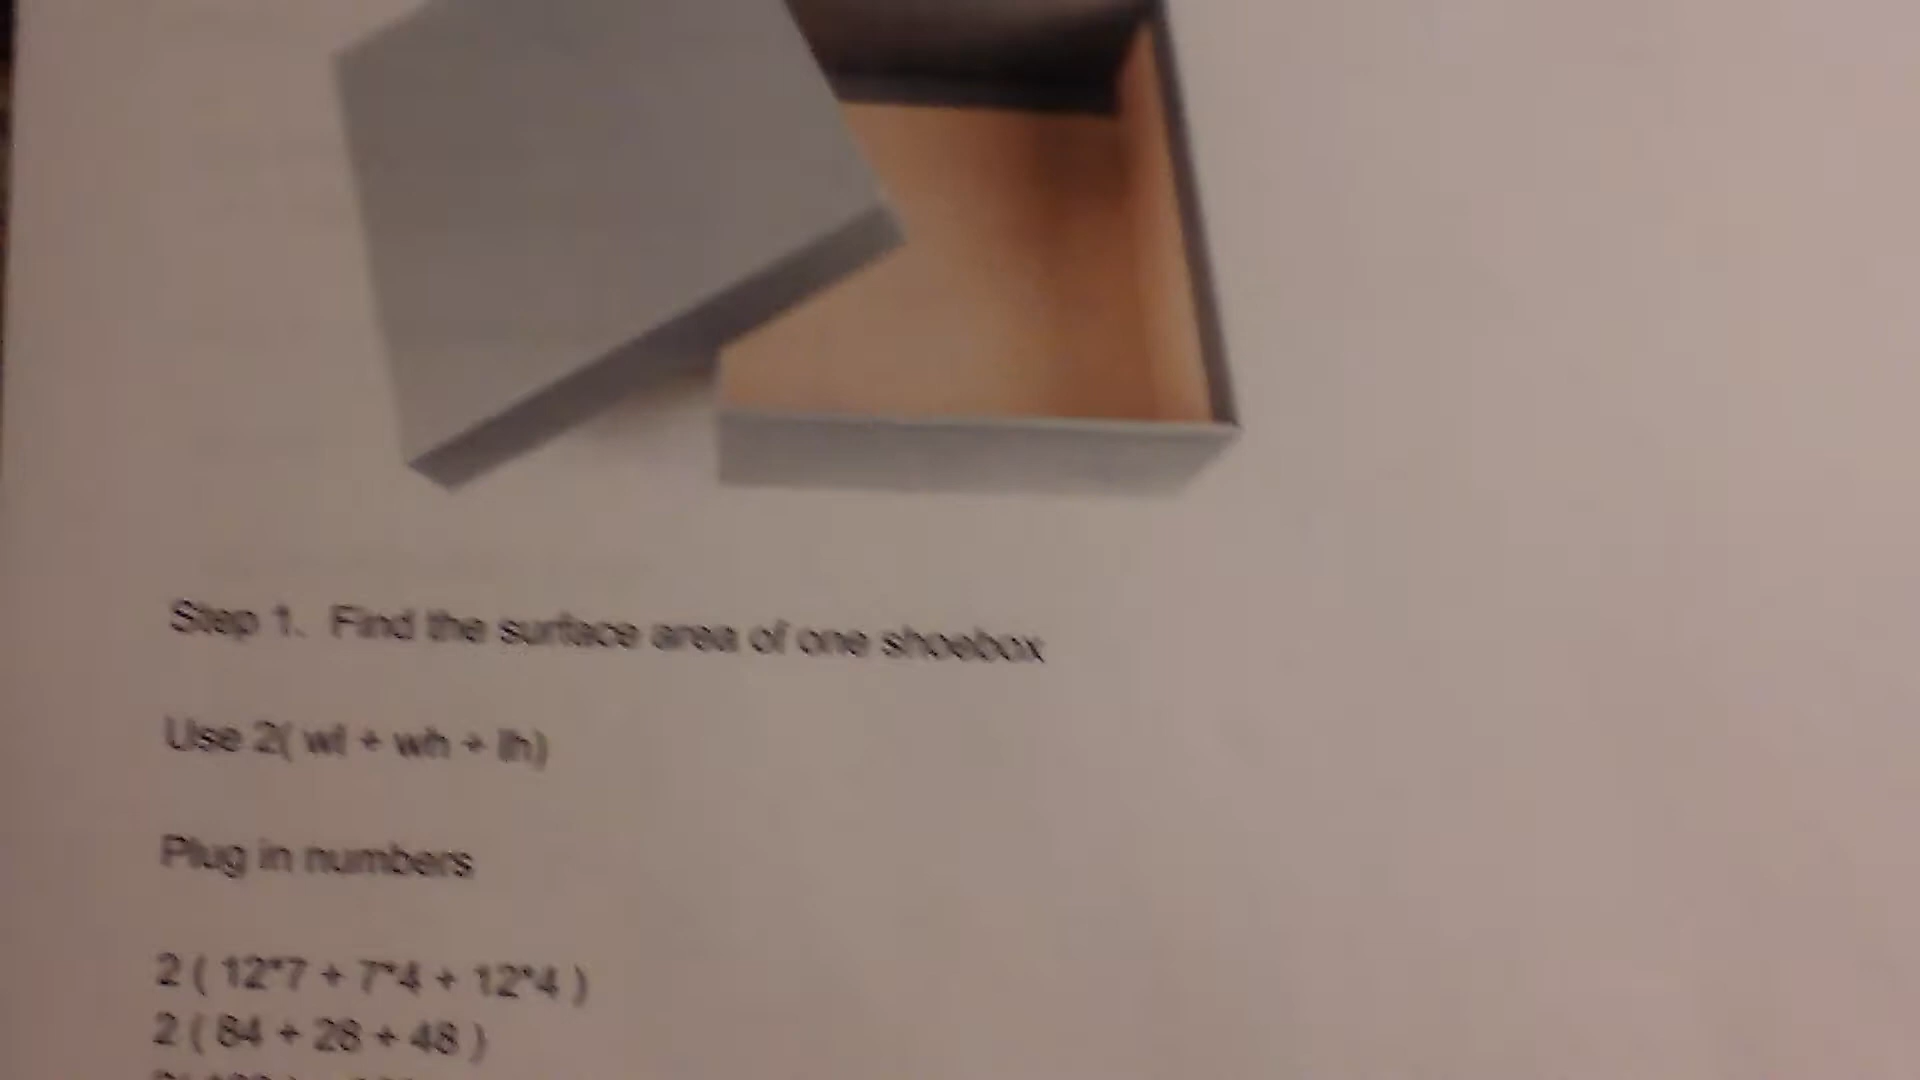 Step 1. Find the surface area of one shoebox
Use 2( wl + wh + lh)
Plug in numbers
2 ( 12*7 + 7*4 + 12*4 )
2 ( 84 + 28 + 48 )